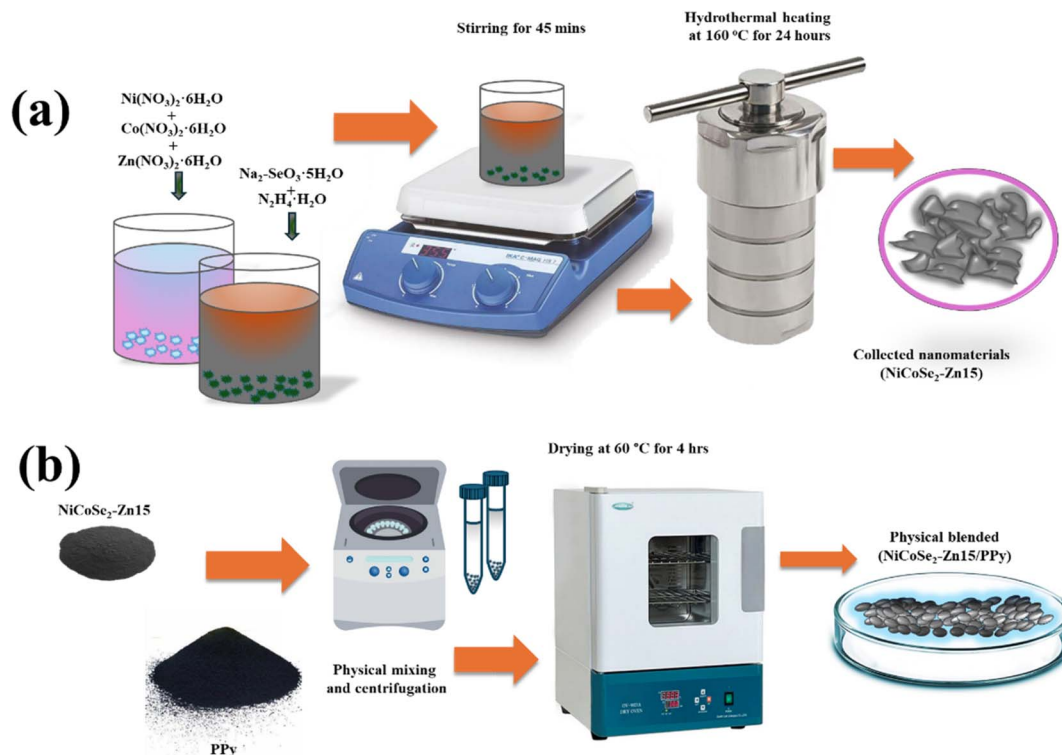 (a)
Ni(NO3)2·6H2O
+
Co(NO3)2·6H2O
+
Zn(NO3)2·6H2O
Na2-SeO3·5H2O
+
N2H4·H2O
Stirring for 45 mins
Hydrothermal heating
at 160 °C for 24 hours
Collected nanomaterials
(NiCoSe2-Zn15)
(b)
NiCoSe2-Zn15
PPy
Physical mixing
and centrifugation
Drying at 60 °C for 4 hrs
DRY OVEN
Physical blended
(NiCoSe2-Zn15/PPy)